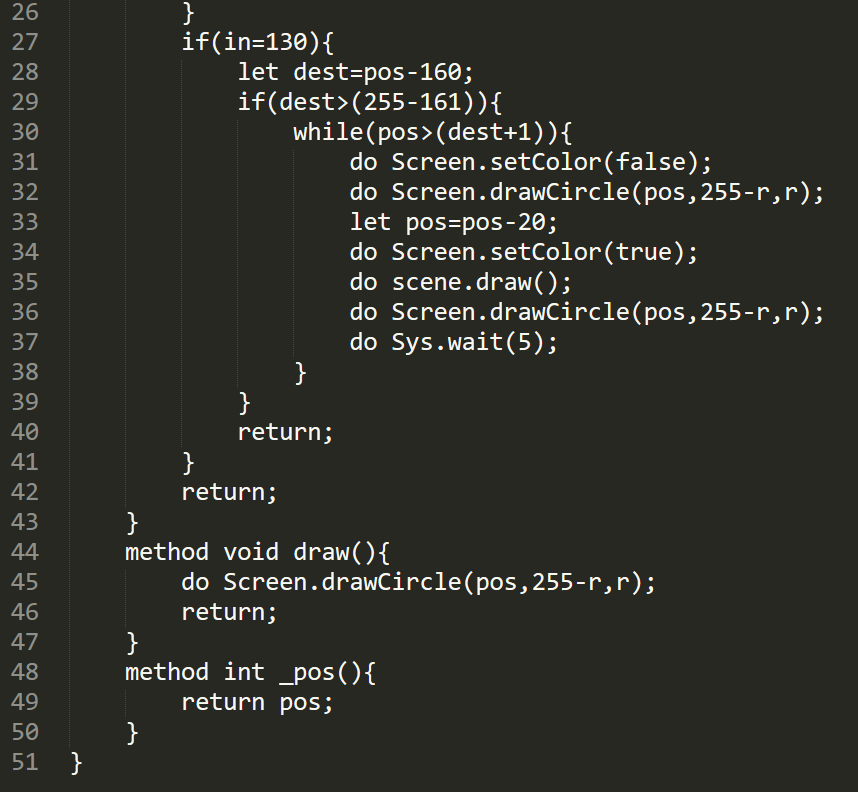 26         }
27         if(in=130){
28             let dest=pos-160;
29             if(dest>(255-161)){
30                 while(pos>(dest+1)){
31                     do Screen.setColor(false);
32                     do Screen.drawCircle(pos,255-r,r);
33                     let pos=pos-20;
34                     do Screen.setColor(true);
35                     do scene.draw();
36                     do Screen.drawCircle(pos,255-r,r);
37                     do Sys.wait(5);
38                 }
39             }
40             return;
41         }
42         return;
43     }
44     method void draw(){
45         do Screen.drawCircle(pos,255-r,r);
46         return;
47     }
48     method int _pos(){
49         return pos;
50     }
51 }